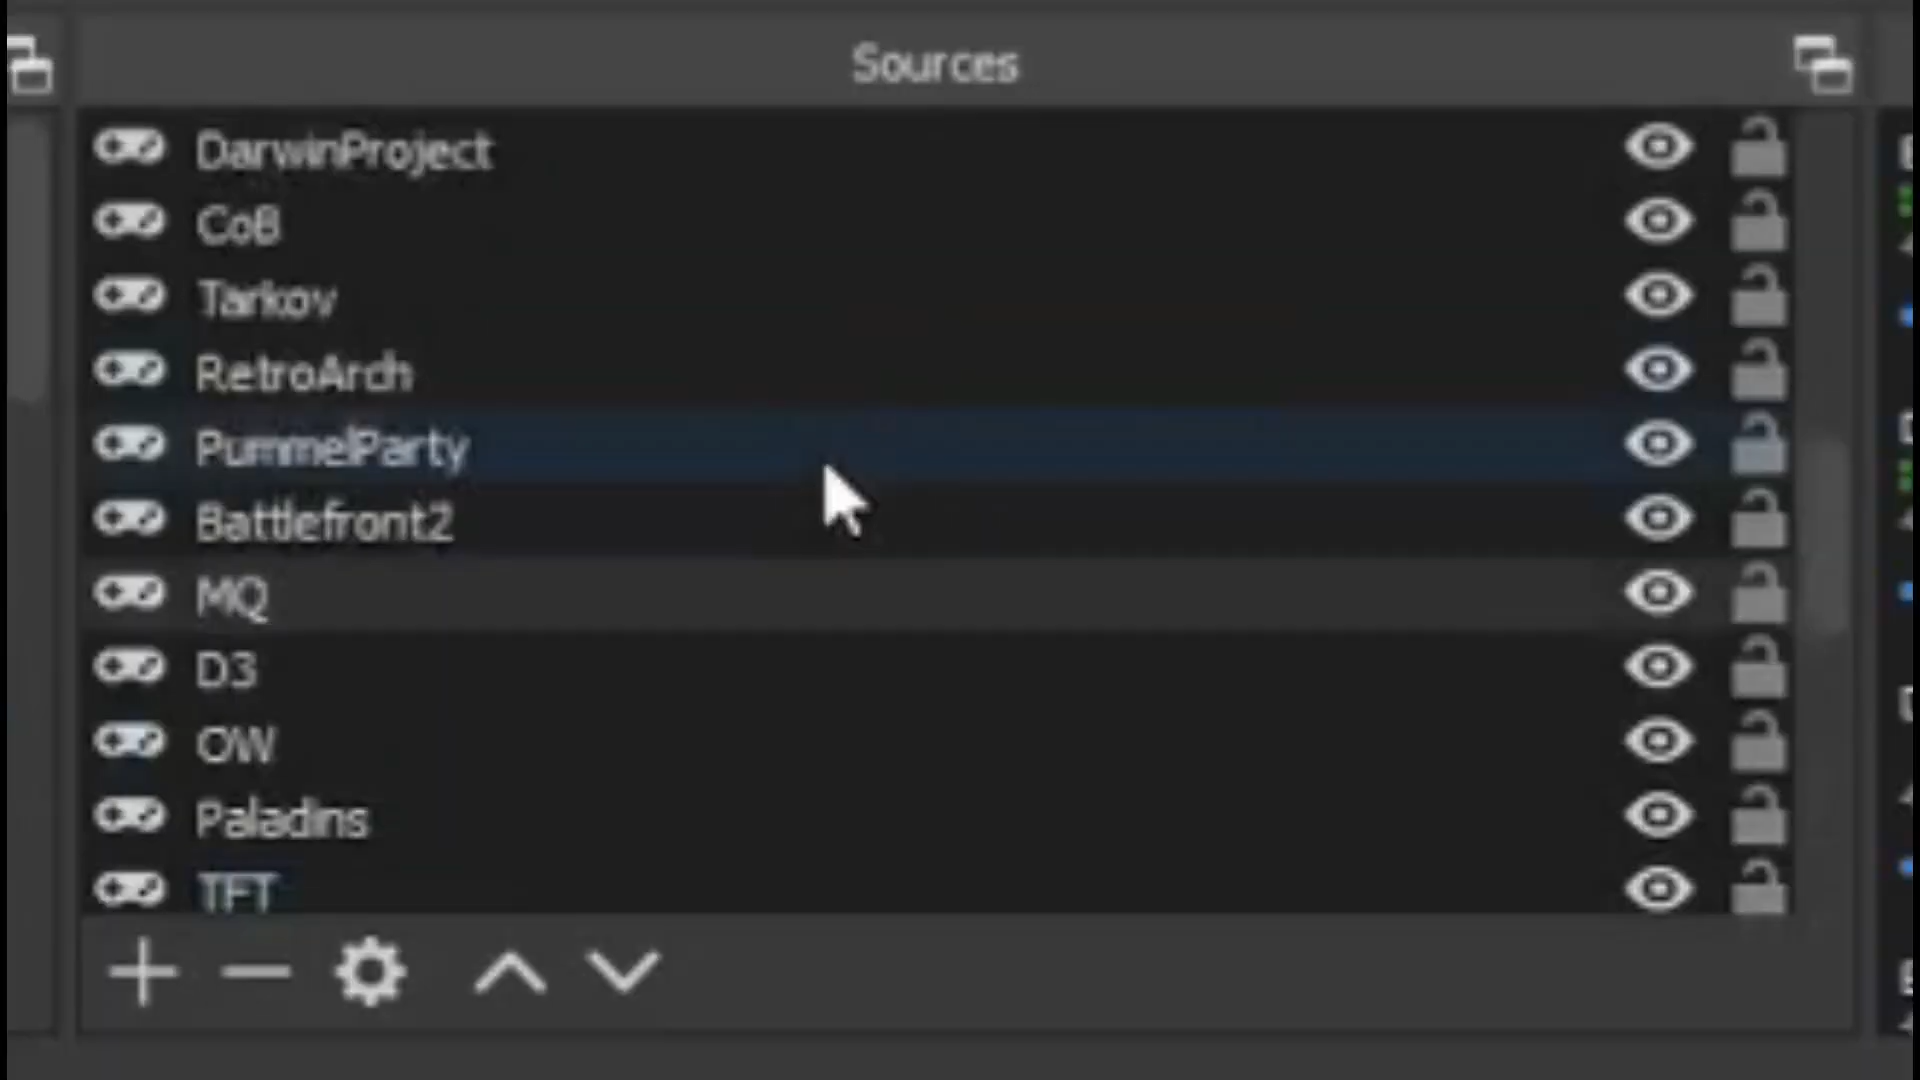 Sources
DarwinProject
CoB
Tarkov
RetroArch
PummelParty
Battlefront2
MQ
D3
OW
Paladins
TFT